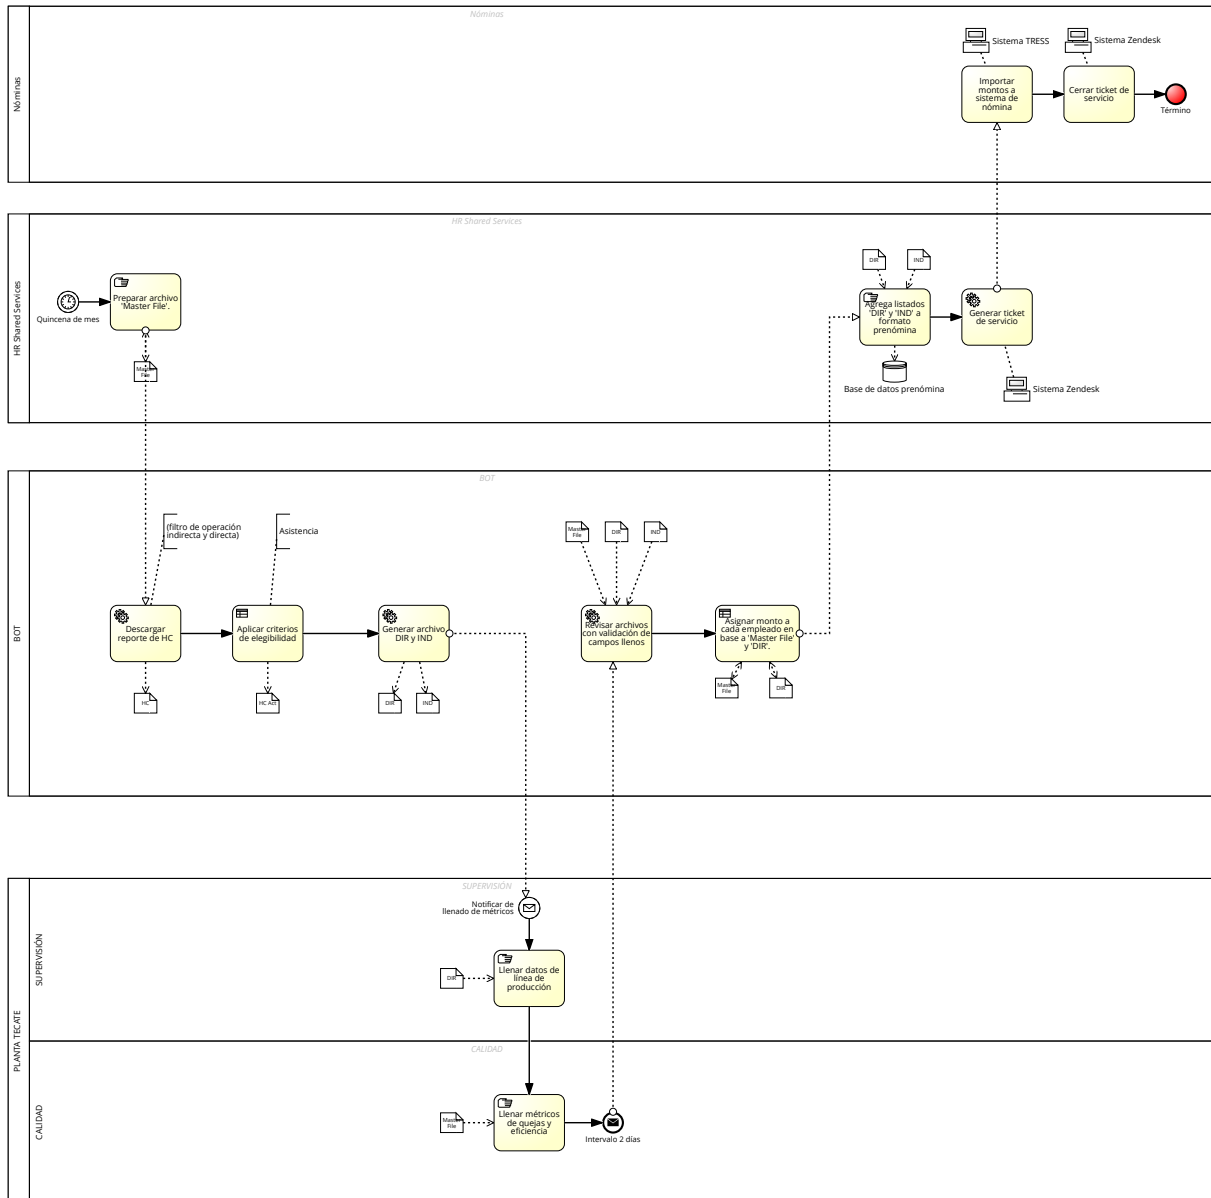 Nóminas
Nóminas
Sistema TRESS
Sistema Zendesk
Importar
montos a
sistema de
nómina
Cerrar ticket de
servicio
Término
HR Shared Services
HR Shared Services
Quincena de mes
Preparar archivo
'Master File'.
Master
File
DIR
IND
Agrega listados
'DIR' y 'IND' a
formato
prenómina
Generar ticket
de servicio
Base de datos prenómina
Sistema Zendesk
BOT
BOT
(filtro de operación
indirecta y directa)
Asistencia
Master
File
DIR
IND
Descargar
reporte de HC
Aplicar criterios
de elegibilidad
Generar archivo
DIR y IND
Revisar archivos
con validación de
campos llenos
Asignar monto a
cada empleado en
base a 'Master File'
y 'DIR'.
HC
HC Act
DIR
IND
Master
File
DIR
PLANTA TECATE
SUPERVISIÓN
SUPERVISIÓN
Notificar de
llenado de métricos
DIR
Llenar datos de
línea de
producción
CALIDAD
CALIDAD
Master
File
Llenar métricos
de quejas y
eficiencia
Intervalo 2 días